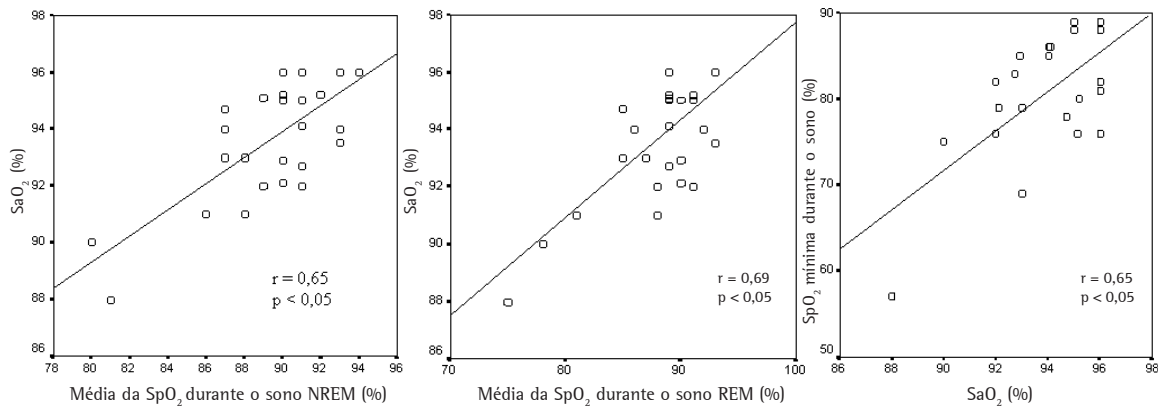 98
96
94
92
90
88
86
SaO₂ (%)
r = 0,65
p < 0,05
78 80 82 84 86 88 90 92 94 96
Média da SpO₂ durante o sono NREM (%)
98
96
94
92
90
88
86
SaO₂ (%)
r = 0,69
p < 0,05
70 80 90 100
Média da SpO₂ durante o sono REM (%)
90
80
70
60
50
SpO₂ mínima durante o sono (%)
r = 0,65
p < 0,05
86 88 90 92 94 96 98
SaO₂ (%)